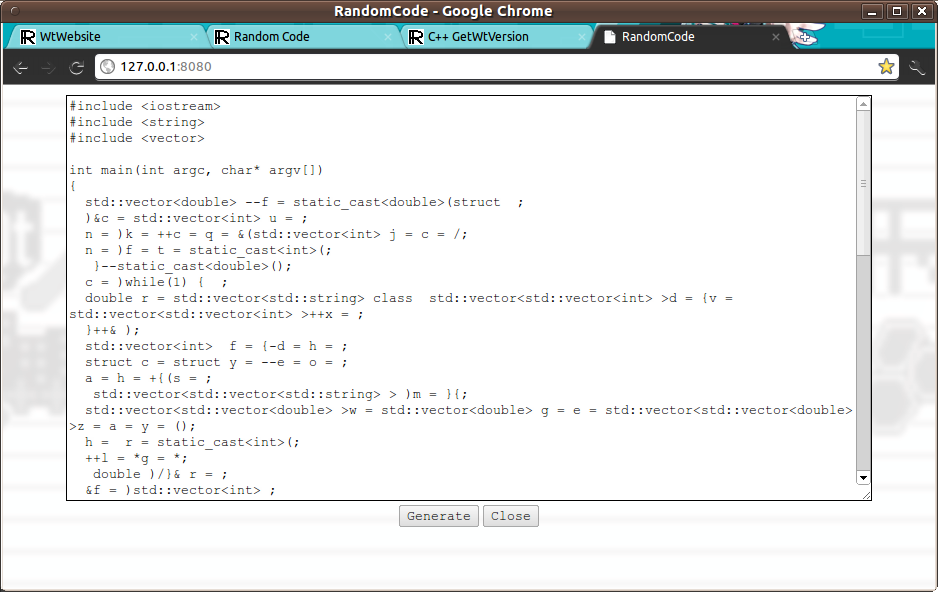 RandomCode - Google Chrome
WtWebsite
Random Code
C++ GetWtVersion
RandomCode
127.0.0.1:8080
#include <iostream>
#include <string>
#include <vector>
int main(int argc, char* argv[])
{
  std::vector<double> --f = static_cast<double>(struct  ;
  )&c = std::vector<int> u = ;
  n = )k = ++c = q = &(std::vector<int> j = c = /;
  n = )f = t = static_cast<int>(;
   }--static_cast<double>();
  c = )while(1) {  ;
  double r = std::vector<std::string> class  std::vector<std::vector<int> >d = {v =
std::vector<std::vector<int> >++x = ;
  }++& );
  std::vector<int>  f = {-d = h = ;
  struct c = struct y = --e = o = ;
  a = h = +{(s = ;
   std::vector<std::vector<std::string> > )m = }{;
  std::vector<std::vector<double> >w = std::vector<double> g = e = std::vector<std::vector<double>
>z = a = y = ();
  h =  r = static_cast<int>(;
  ++l = *g = *;
   double )/}& r = ;
  &f = )std::vector<int> ;
Generate
Close